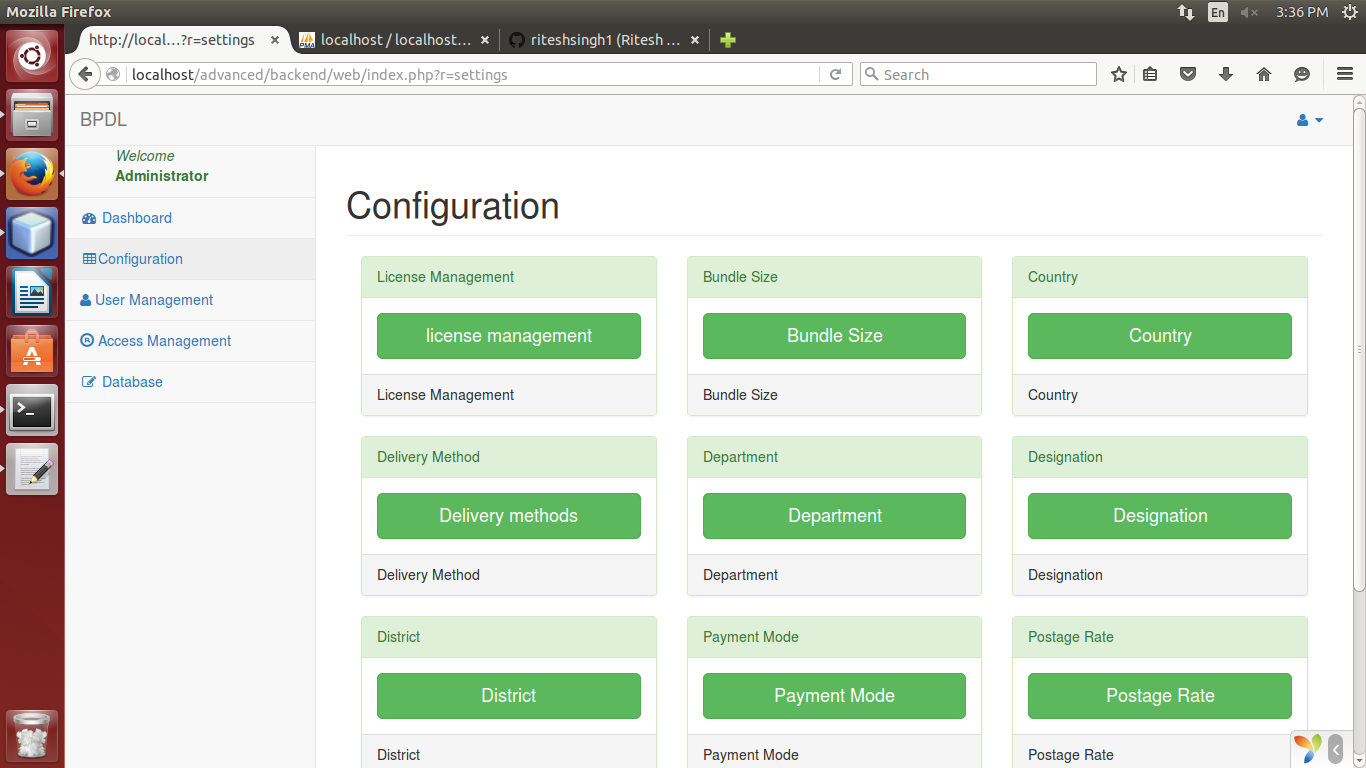 Mozilla Firefox
En
3:36 PM
http://local...?r=settings
localhost / localhost...
riteshsingh1 (Ritesh ...
localhost/advanced/backend/web/index.php?r=settings
Search
BPDL
Welcome
Administrator
Dashboard
Configuration
User Management
Access Management
Database
Configuration
License Management
Bundle Size
Country
license management
Bundle Size
Country
License Management
Bundle Size
Country
Delivery Method
Department
Designation
Delivery methods
Department
Designation
Delivery Method
Department
Designation
District
Payment Mode
Postage Rate
District
Payment Mode
Postage Rate
District
Payment Mode
Postage Rate